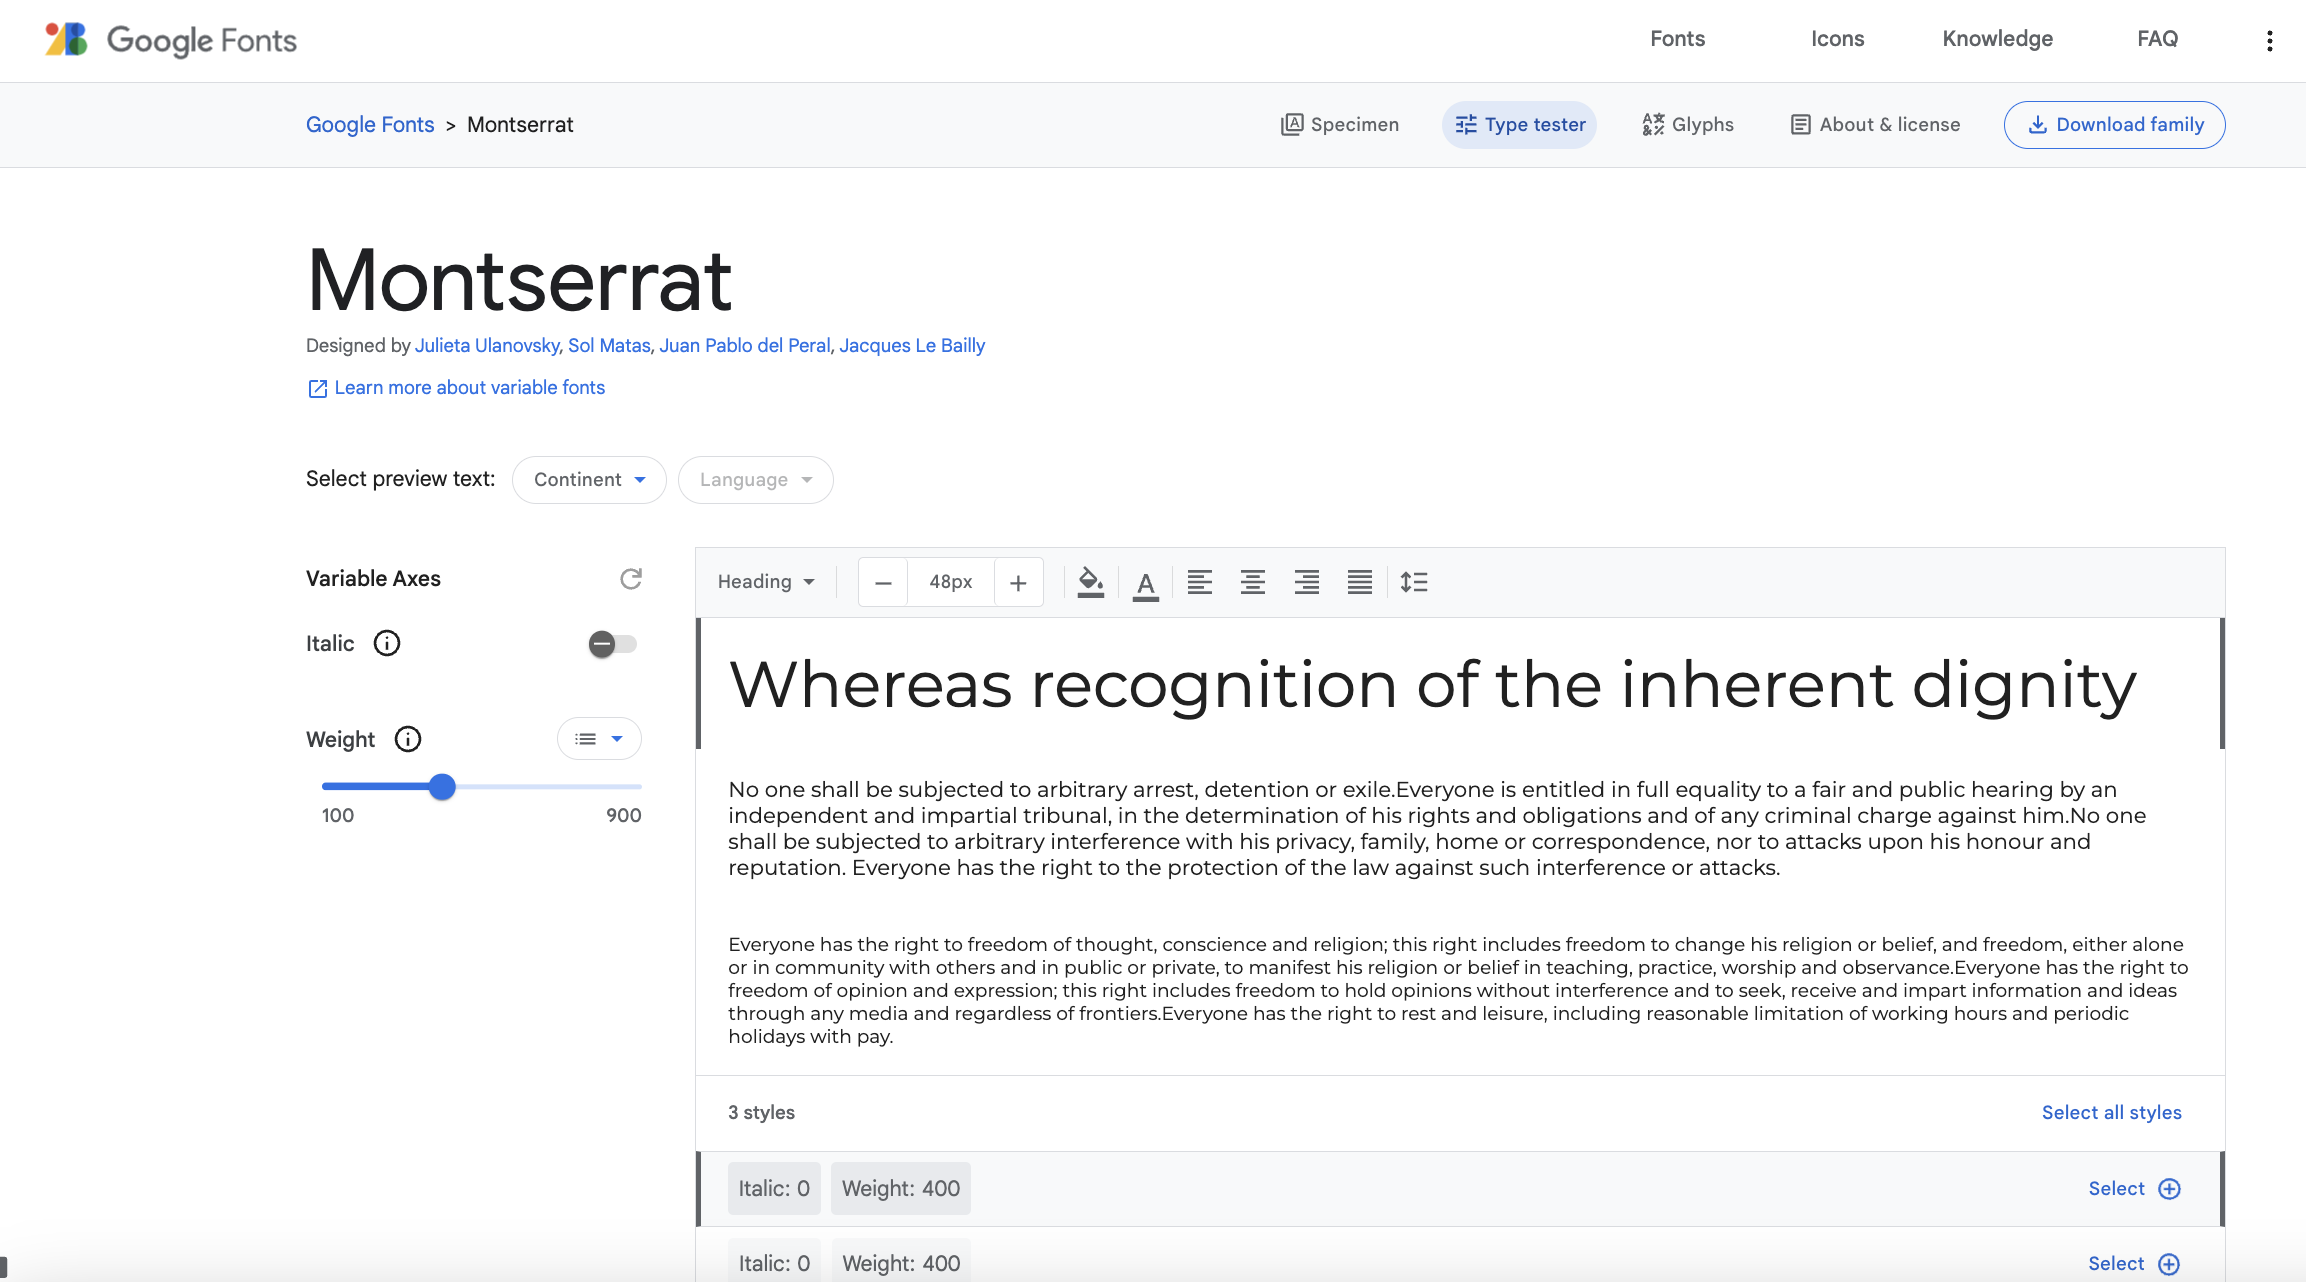 Google Fonts
Fonts
Icons
Knowledge
FAQ
Google Fonts > Montserrat
Specimen
Type tester
Glyphs
About & license
Download family
Montserrat
Designed by Julieta Ulanovsky, Sol Matas, Juan Pablo del Peral, Jacques Le Bailly
Learn more about variable fonts
Select preview text:
Continent
Language
Variable Axes
Italic
Weight
100
900
Heading
48px
Whereas recognition of the inherent dignity
No one shall be subjected to arbitrary arrest, detention or exile.Everyone is entitled in full equality to a fair and public hearing by an
independent and impartial tribunal, in the determination of his rights and obligations and of any criminal charge against him.No one
shall be subjected to arbitrary interference with his privacy, family, home or correspondence, nor to attacks upon his honour and
reputation. Everyone has the right to the protection of the law against such interference or attacks.
Everyone has the right to freedom of thought, conscience and religion; this right includes freedom to change his religion or belief, and freedom, either alone
or in community with others and in public or private, to manifest his religion or belief in teaching, practice, worship and observance.Everyone has the right to
freedom of opinion and expression; this right includes freedom to hold opinions without interference and to seek, receive and impart information and ideas
through any media and regardless of frontiers.Everyone has the right to rest and leisure, including reasonable limitation of working hours and periodic
holidays with pay.
3 styles
Select all styles
Italic: 0
Weight: 400
Select
Italic: 0
Weight: 400
Select